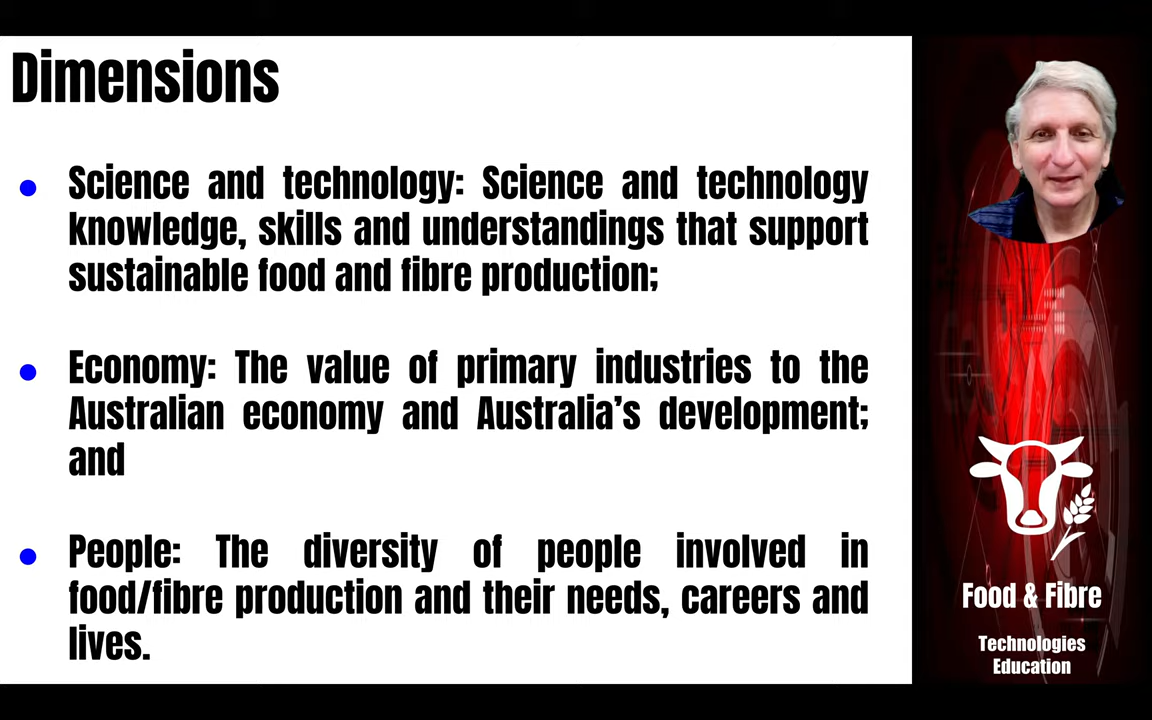 Dimensions
Science and technology: Science and technology
knowledge, skills and understandings that support
sustainable food and fibre production;
Economy: The value of primary industries to the
Australian economy and Australia’s development;
and
People: The diversity of people involved in
food/fibre production and their needs, careers and
lives.
Food & Fibre
Technologies
Education